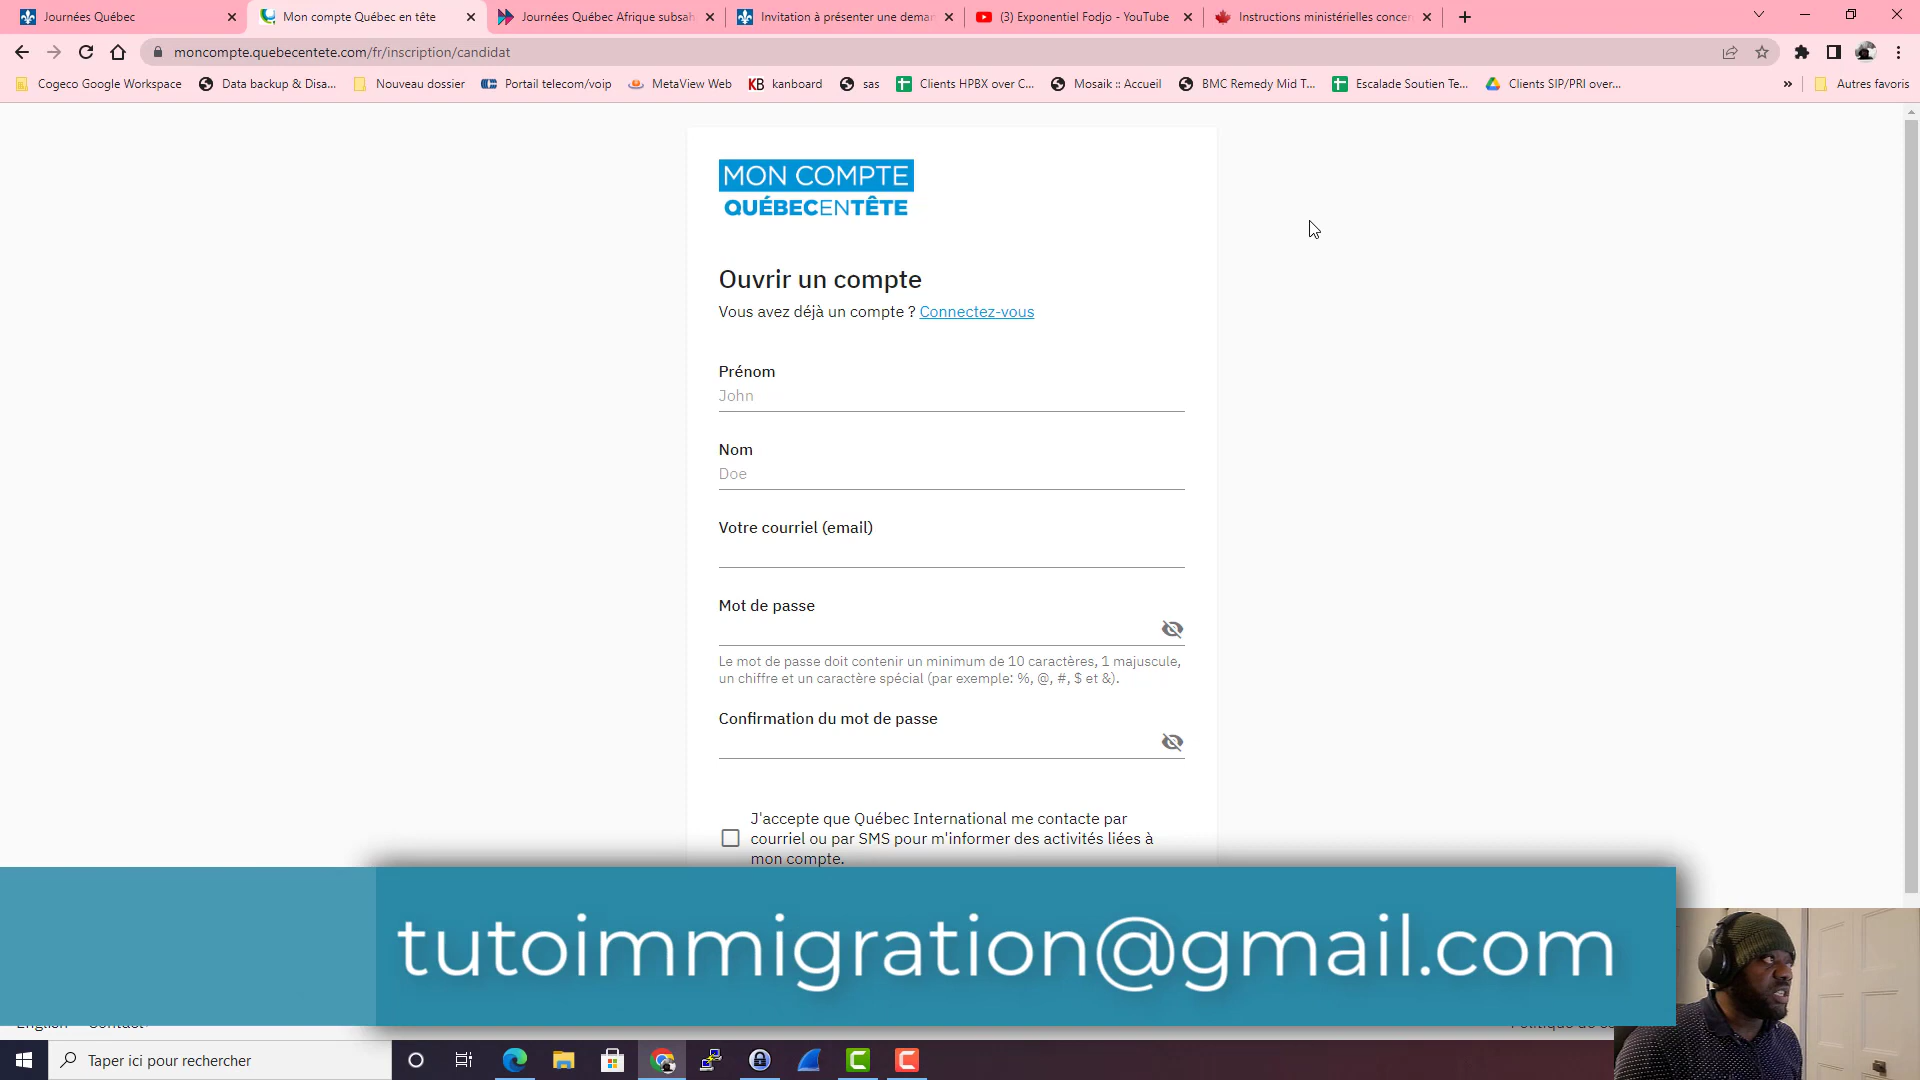 Journées Québec
Mon compte Québec en tête
Journées Québec Afrique subsah
Invitation à présenter une deman
(3) Exponentiel Fodjo - YouTube
Instructions ministérielles concer
moncompte.quebecentete.com/fr/inscription/candidat
Cogeco Google Workspace
Data backup & Disa...
Nouveau dossier
Portail telecom/voip
MetaView Web
KB kanboard
sas
Clients HPBX over C...
Mosaik :: Accueil
BMC Remedy Mid T...
Escalade Soutien Te...
Clients SIP/PRI over...
»
Autres favoris
MON COMPTE
QUÉBECENTÊTE
Ouvrir un compte
Vous avez déjà un compte ? Connectez-vous
Prénom
John
Nom
Doe
Votre courriel (email)
Mot de passe
Le mot de passe doit contenir un minimum de 10 caractères, 1 majuscule,
un chiffre et un caractère spécial (par exemple: %, @, #, $ et &).
Confirmation du mot de passe
J'accepte que Québec International me contacte par
courriel ou par SMS pour m'informer des activités liées à
mon compte.
tutoimmigration@gmail.com
English Contact
Taper ici pour rechercher